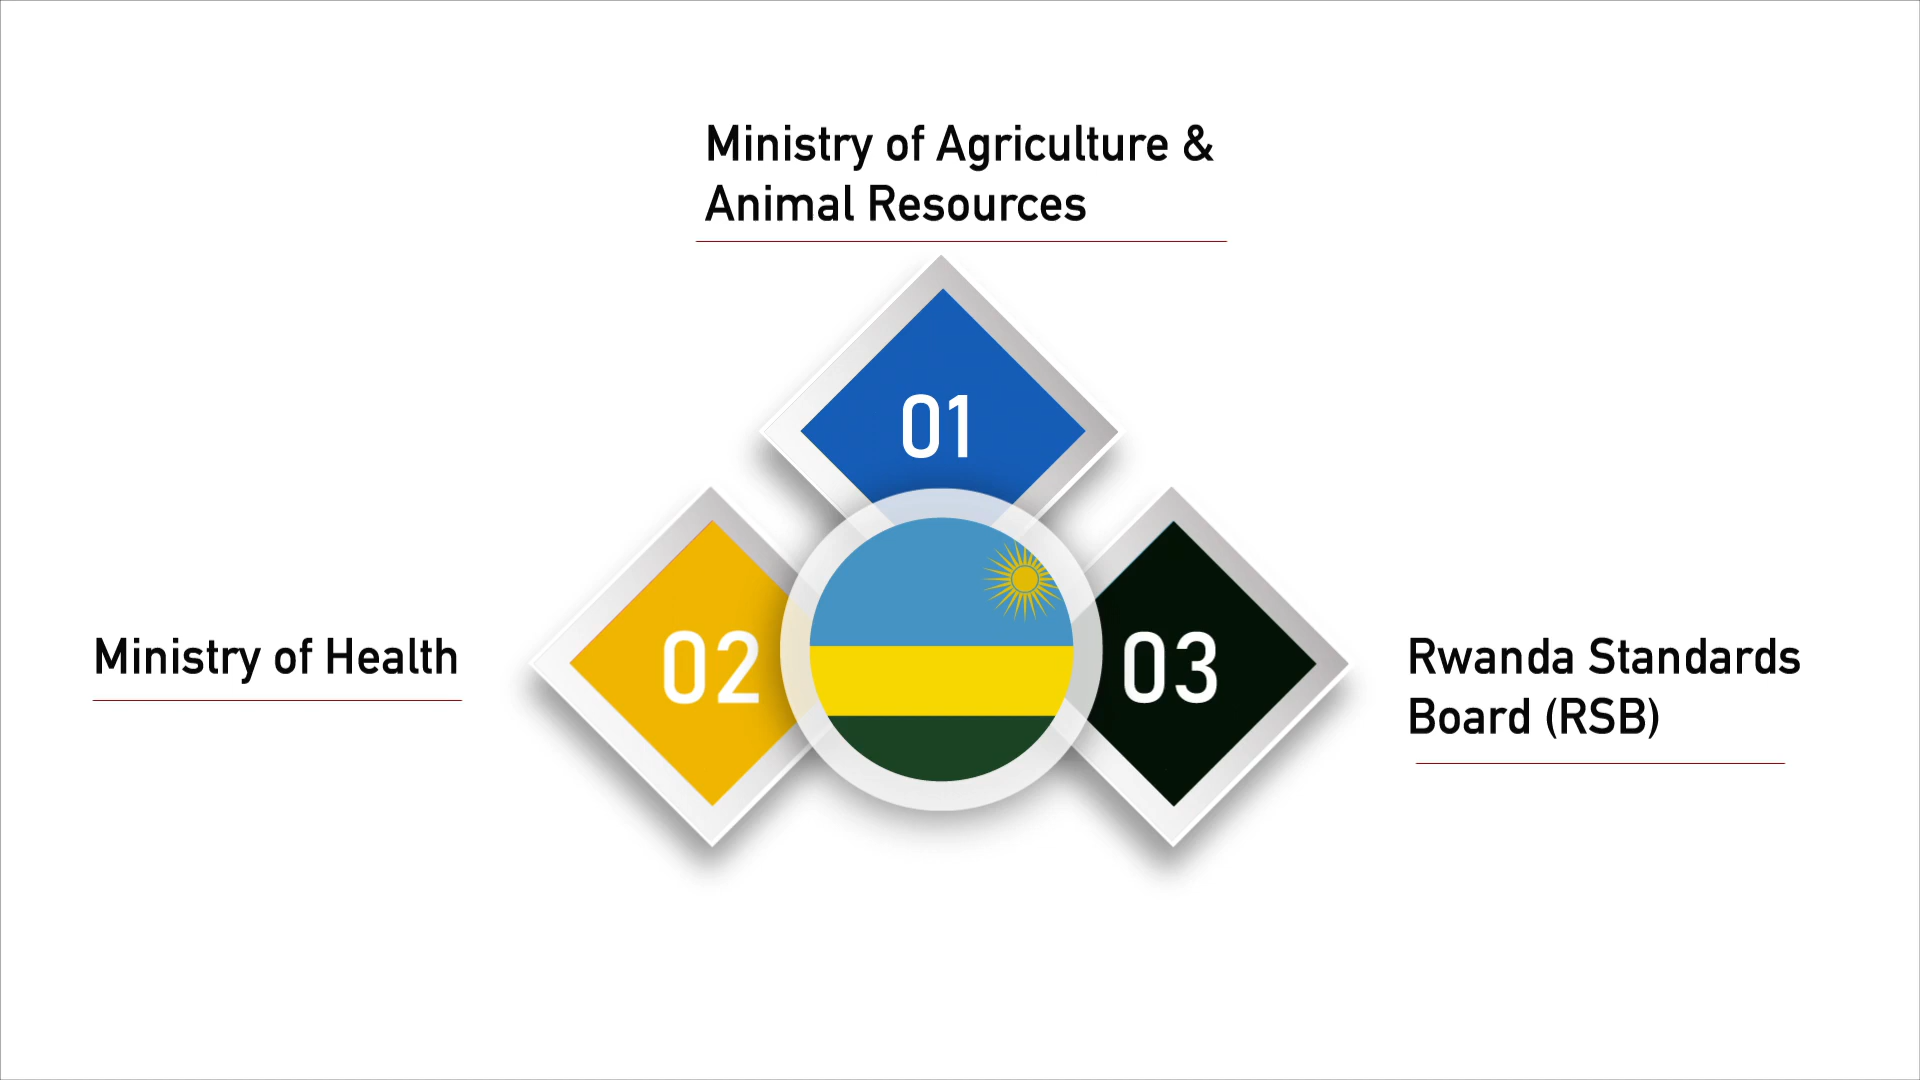 Ministry of Agriculture &
Animal Resources
01
Ministry of Health
02
03
Rwanda Standards
Board (RSB)